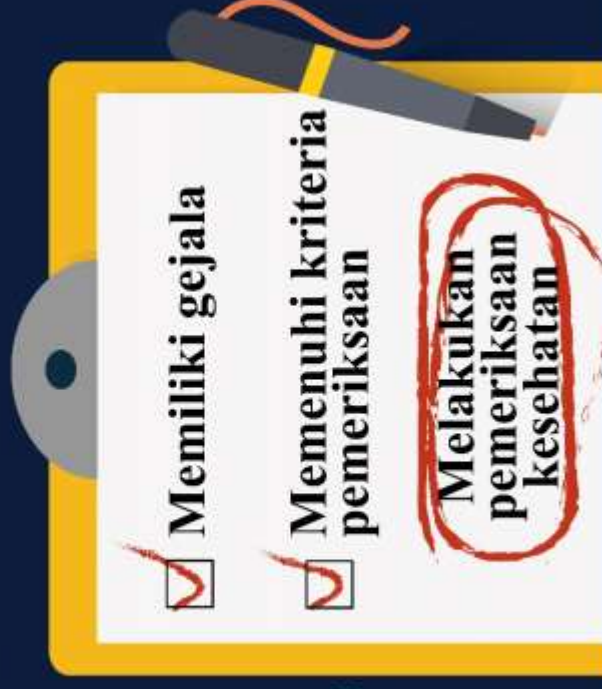 Memiliki gejala
Memenuhi kriteria
pemeriksaan
Melakukan
pemeriksaan
kesehatan